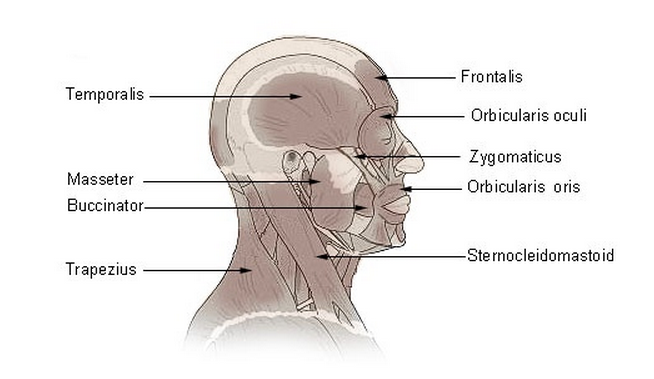 Frontalis
Temporalis
Orbicularis oculi
Zygomaticus
Masseter
Orbicularis oris
Buccinator
Sternocleidomastoid
Trapezius